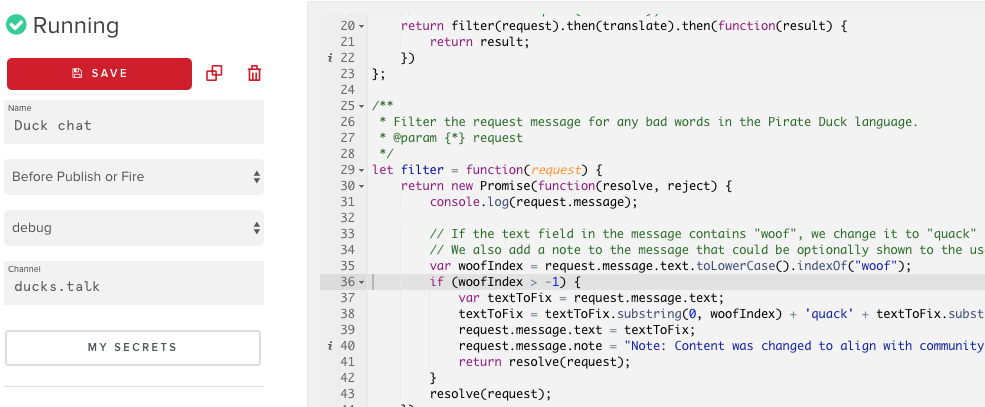 Running
SAVE
Name
Duck chat
Before Publish or Fire
debug
Channel
ducks.talk
MY SECRETS
20 return filter(request).then(translate).then(function(result) {
21 return result;
i 22 })
23 };
24
25 /**
26 * Filter the request message for any bad words in the Pirate Duck language.
27 * @param {*} request
28 */
29 let filter = function(request) {
30 return new Promise(function(resolve, reject) {
31 console.log(request.message);
32
33 // If the text field in the message contains "woof", we change it to "quack"
34 // We also add a note to the message that could be optionally shown to the us
35 var woofIndex = request.message.text.toLowerCase().indexOf("woof");
36 if (woofIndex > -1) {
37 var textToFix = request.message.text;
38 textToFix = textToFix.substring(0, woofIndex) + 'quack' + textToFix.subst
39 request.message.text = textToFix;
i 40 request.message.note = "Note: Content was changed to align with community
41 return resolve(request);
42 }
43 resolve(request);